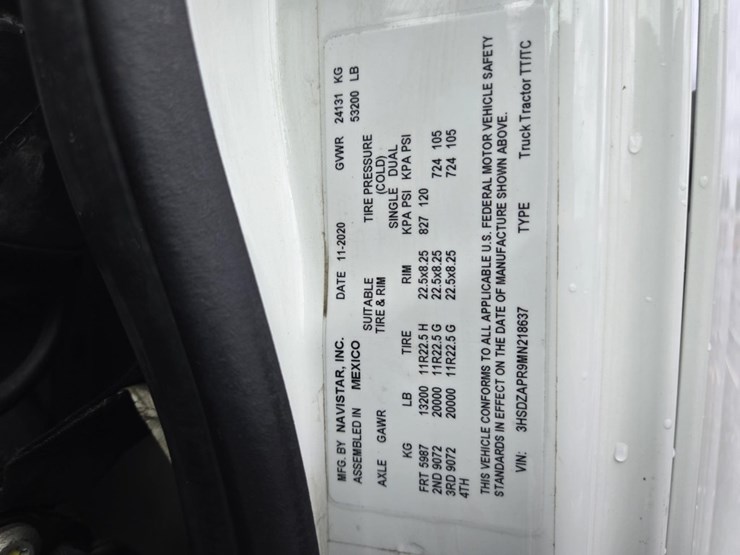 MFG. BY NAVISTAR, INC. DATE 11-2020 GVWR 24131 KG
ASSEMBLED IN MEXICO 53200 LB
SUITABLE TIRE PRESSURE
AXLE GAWR TIRE & RIM (COLD)
SINGLE DUAL
KG LB TIRE RIM KPA PSI KPA PSI
FRT 5987 13200 11R22.5 H 22.5x8.25 827 120
2ND 9072 20000 11R22.5 G 22.5x8.25 724 105
3RD 9072 20000 11R22.5 G 22.5x8.25 724 105
4TH
THIS VEHICLE CONFORMS TO ALL APPLICABLE U.S. FEDERAL MOTOR VEHICLE SAFETY
STANDARDS IN EFFECT ON THE DATE OF MANUFACTURE SHOWN ABOVE.
VIN: 3HSDZAPR9MN218637 TYPE Truck Tractor TT/TC